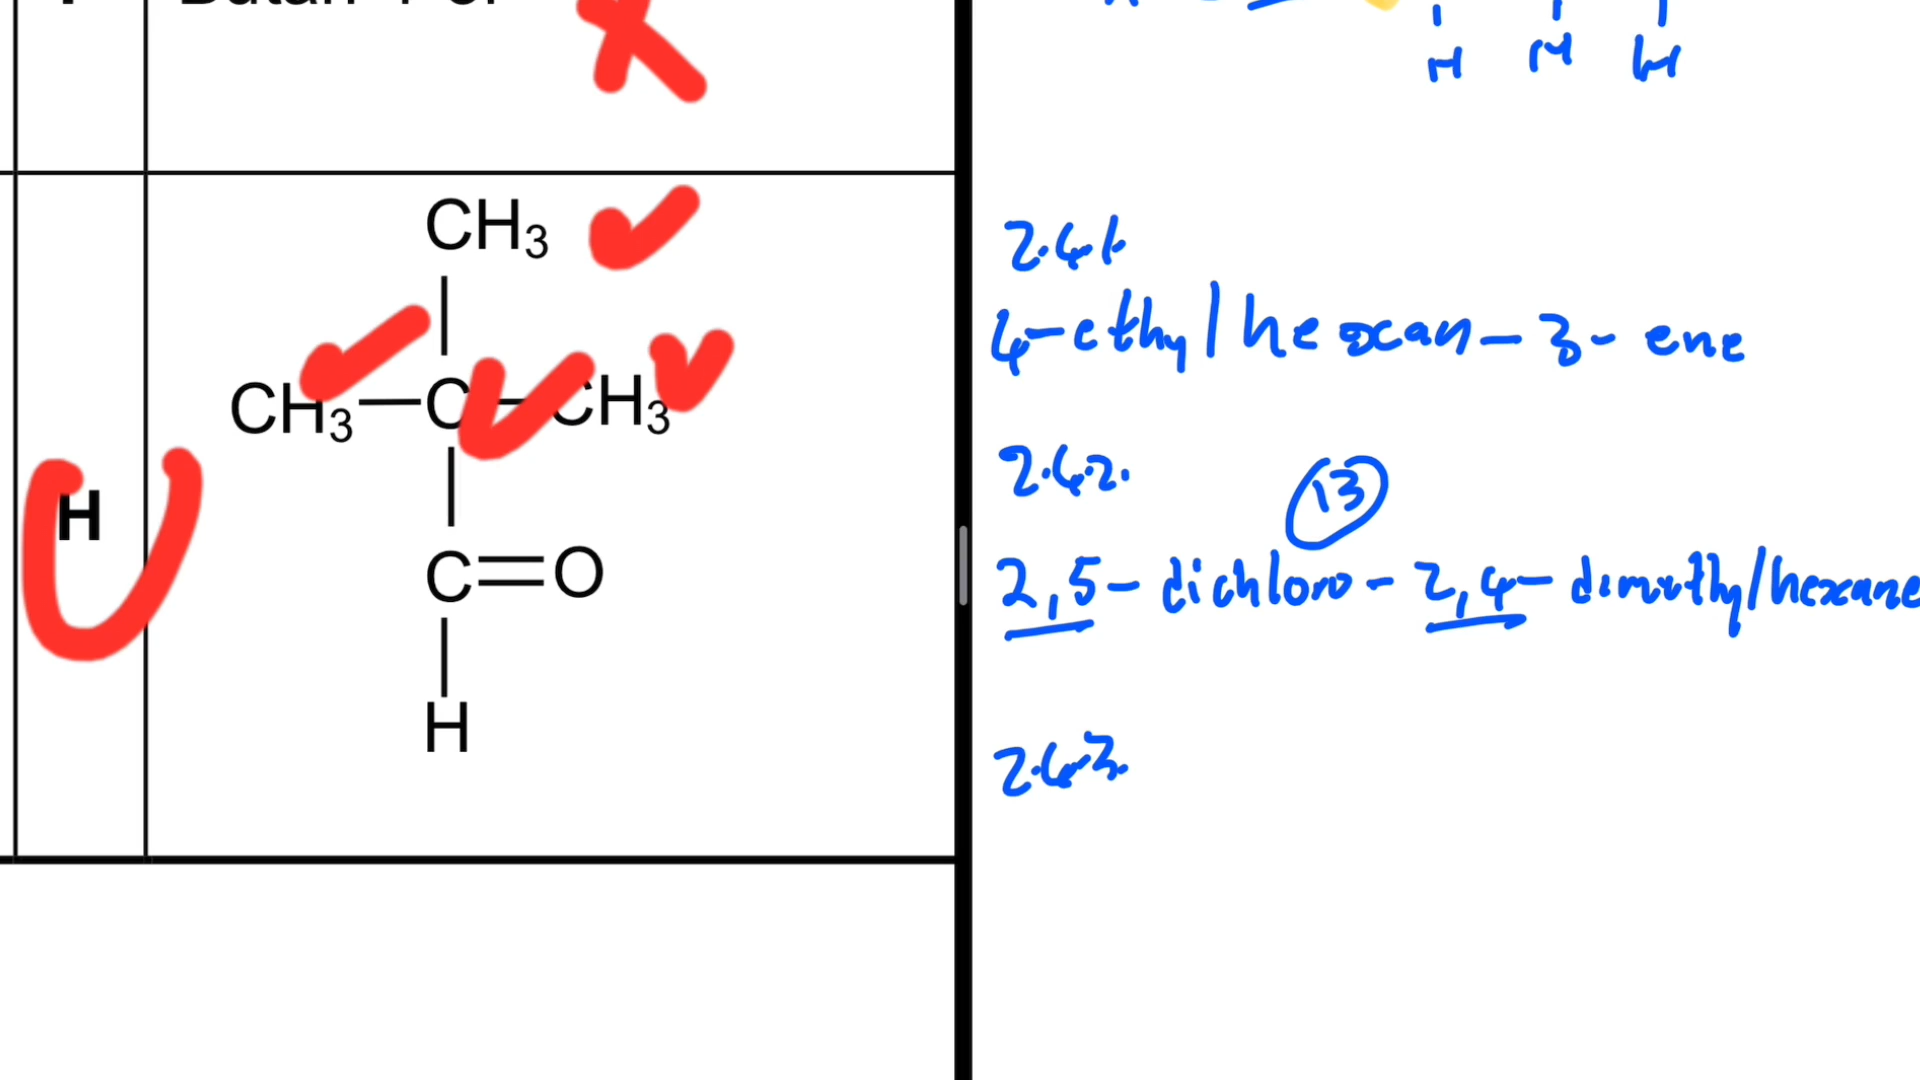 CH3
CH3—C—CH3
H
C=O
H
H H H
2.4.1.
4-ethylhexan-3-ene
2.4.2.
13
2,5-dichloro-2,4-dimethylhexane
2.4.3.